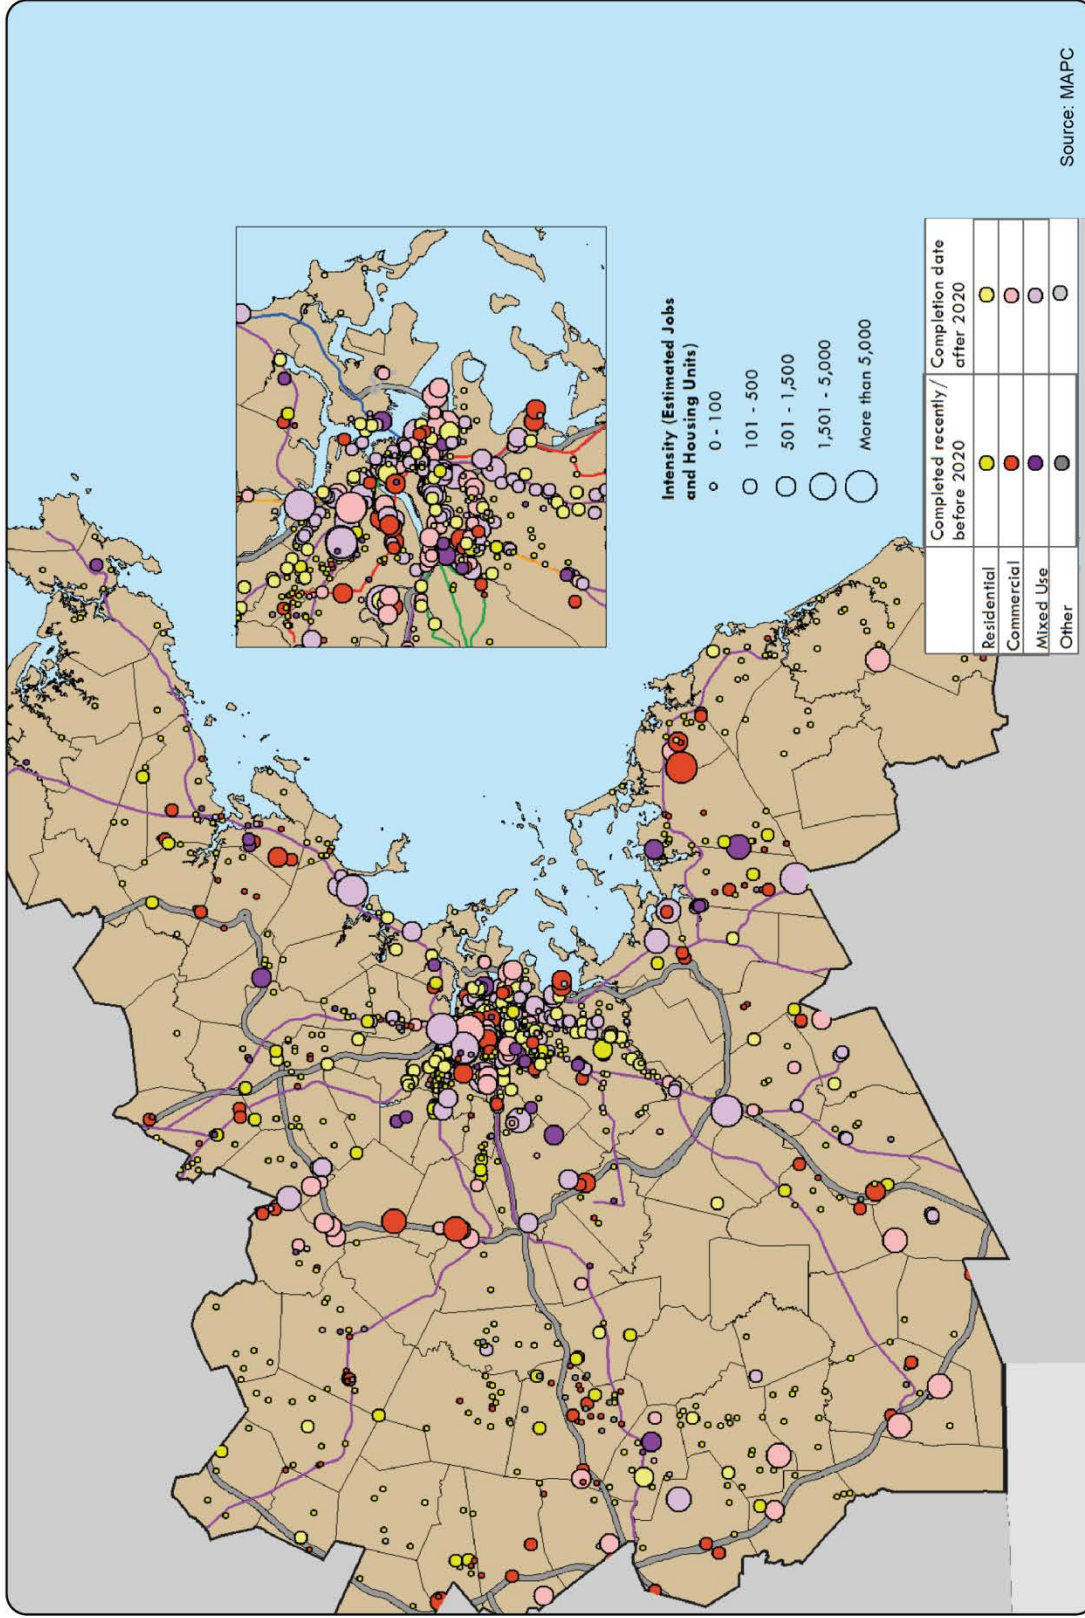 Intensity (Estimated Jobs
and Housing Units)
0 - 100
101 - 500
501 - 1,500
1,501 - 5,000
More than 5,000
Completed recently/
before 2020
Completion date
after 2020
Residential
Commercial
Mixed Use
Other
Source: MAPC